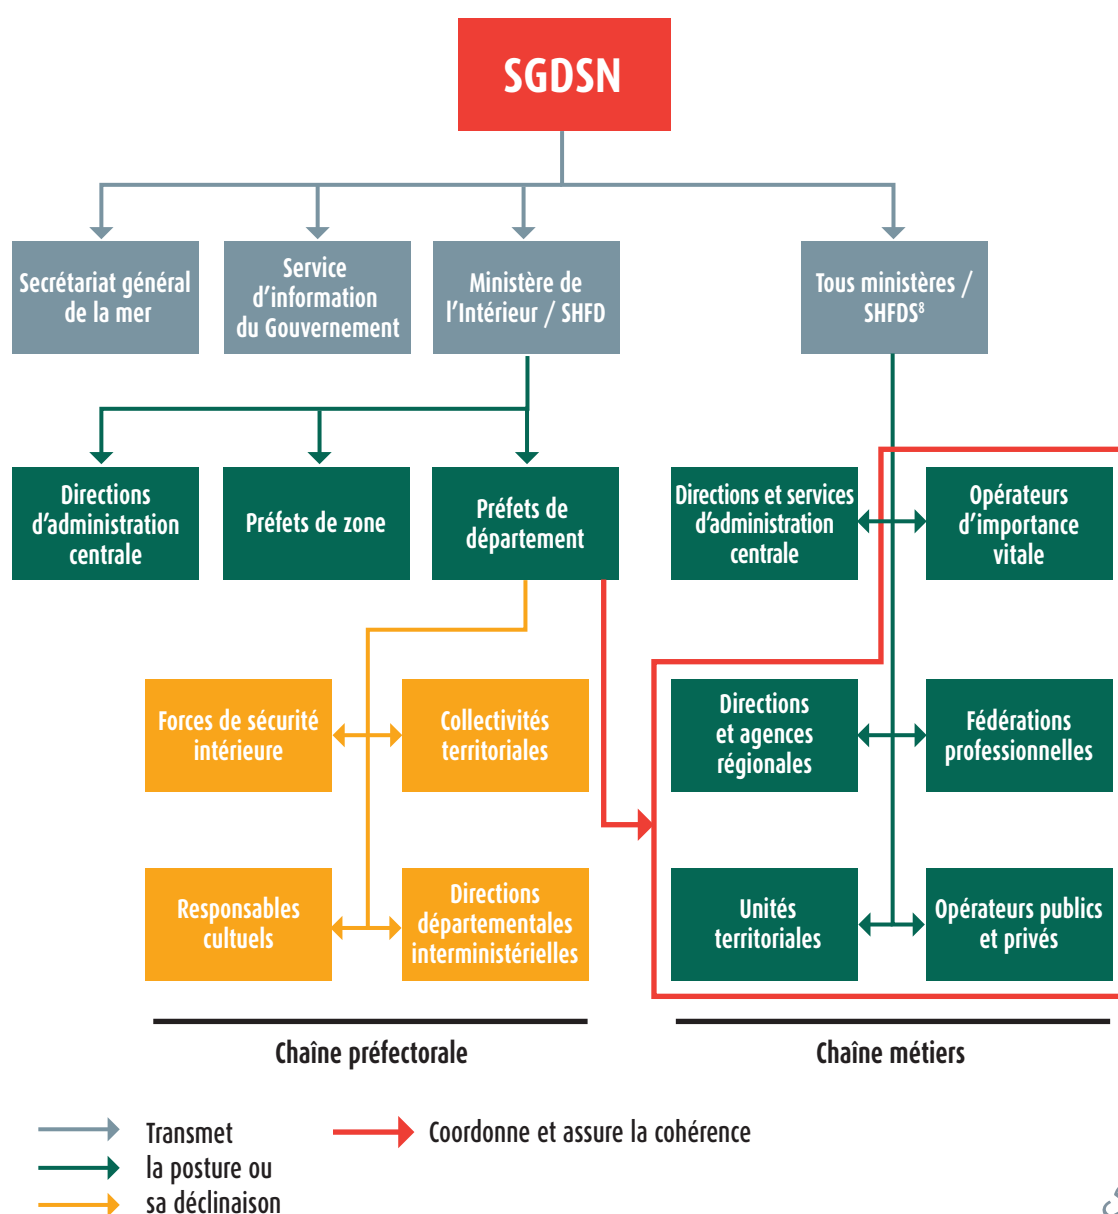 SGDSN
Secrétariat général
de la mer
Service
d'information
du Gouvernement
Ministère de
l'Intérieur / SHFD
Tous ministères /
SHFDS⁸
Directions
d'administration
centrale
Préfets de zone
Préfets de
département
Directions et services
d'administration
centrale
Opérateurs
d'importance
vitale
Forces de sécurité
intérieure
Collectivités
territoriales
Directions
et agences
régionales
Fédérations
professionnelles
Responsables
cultuels
Directions
départementales
interministérielles
Unités
territoriales
Opérateurs publics
et privés
Chaîne préfectorale
Chaîne métiers
Transmet
la posture ou
sa déclinaison
Coordonne et assure la cohérence